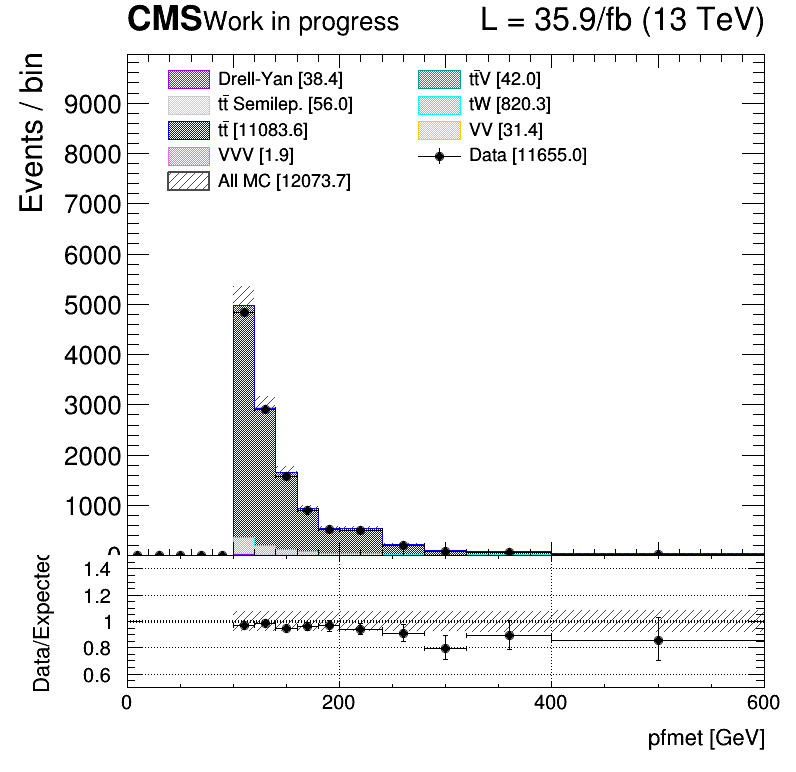 CMS Work in progress L = 35.9/fb (13 TeV)
Events / bin
Drell-Yan [38.4]
tt̄ Semilep. [56.0]
tt̄ [11083.6]
VVV [1.9]
All MC [12073.7]
tt̄V [42.0]
tW [820.3]
VV [31.4]
Data [11655.0]
9000
8000
7000
6000
5000
4000
3000
2000
1000
0
Data/Expected
1.4
1.2
1
0.8
0.6
0 200 400 600
pfmet [GeV]